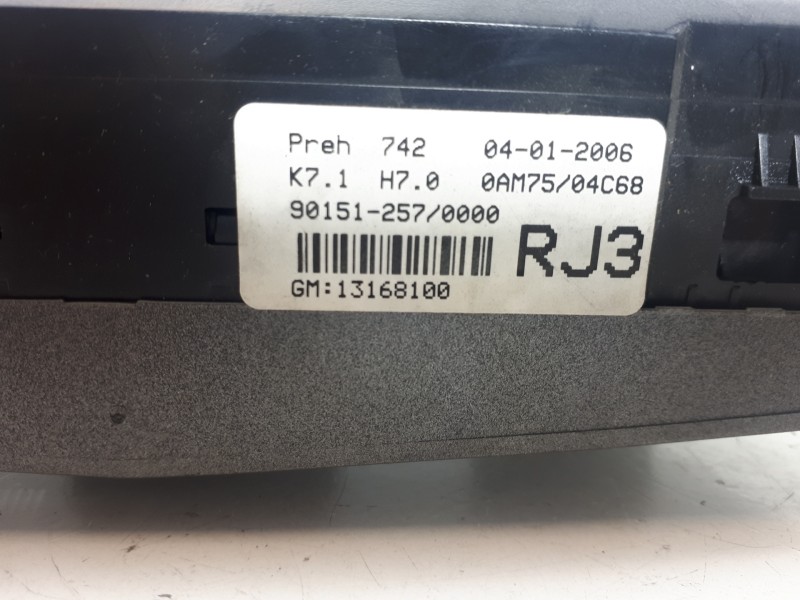 Preh 742 04-01-2006
K7.1 H7.0 0AM75/04C68
90151-257/0000
RJ3
GM:13168100